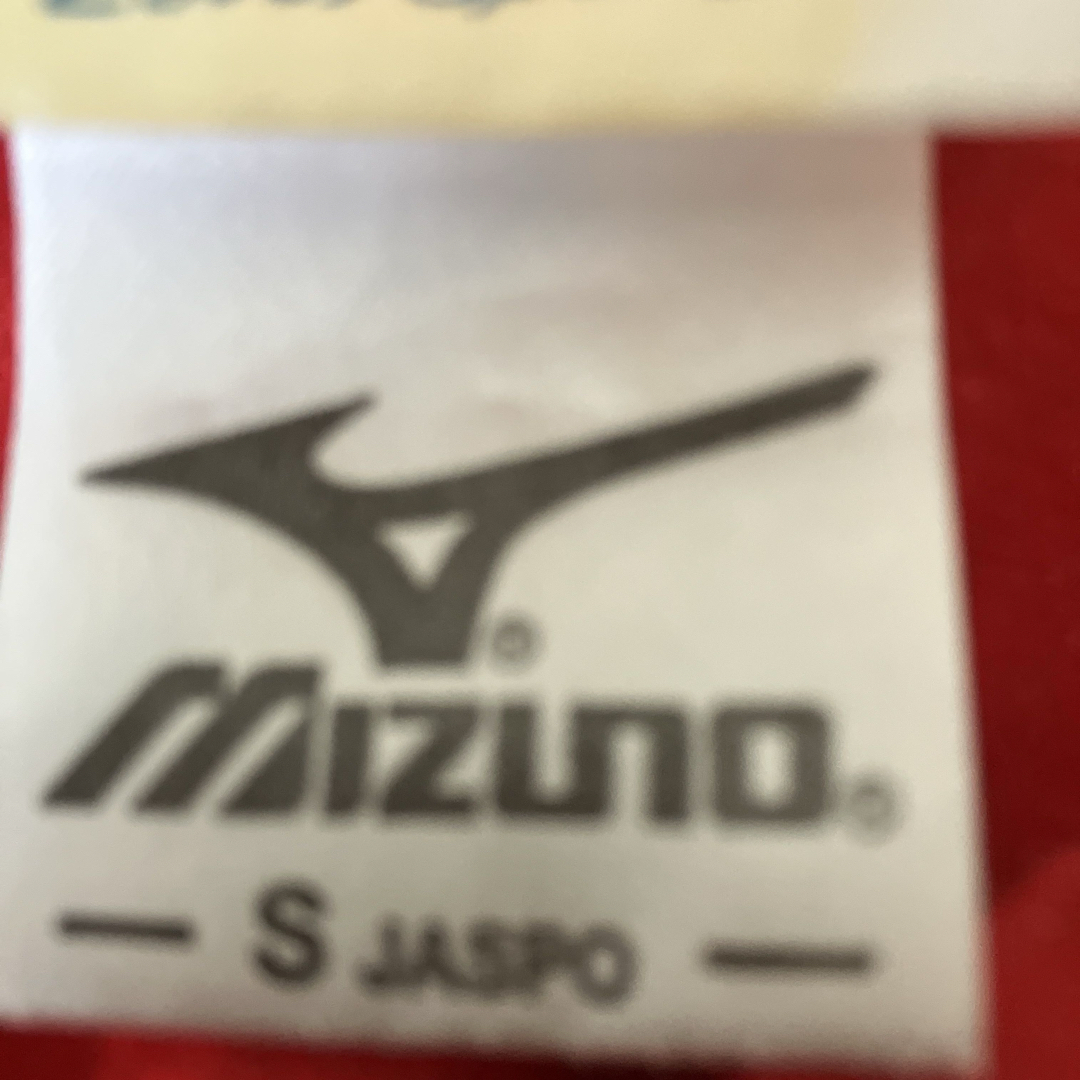 MIZUNO
— S JASPO —